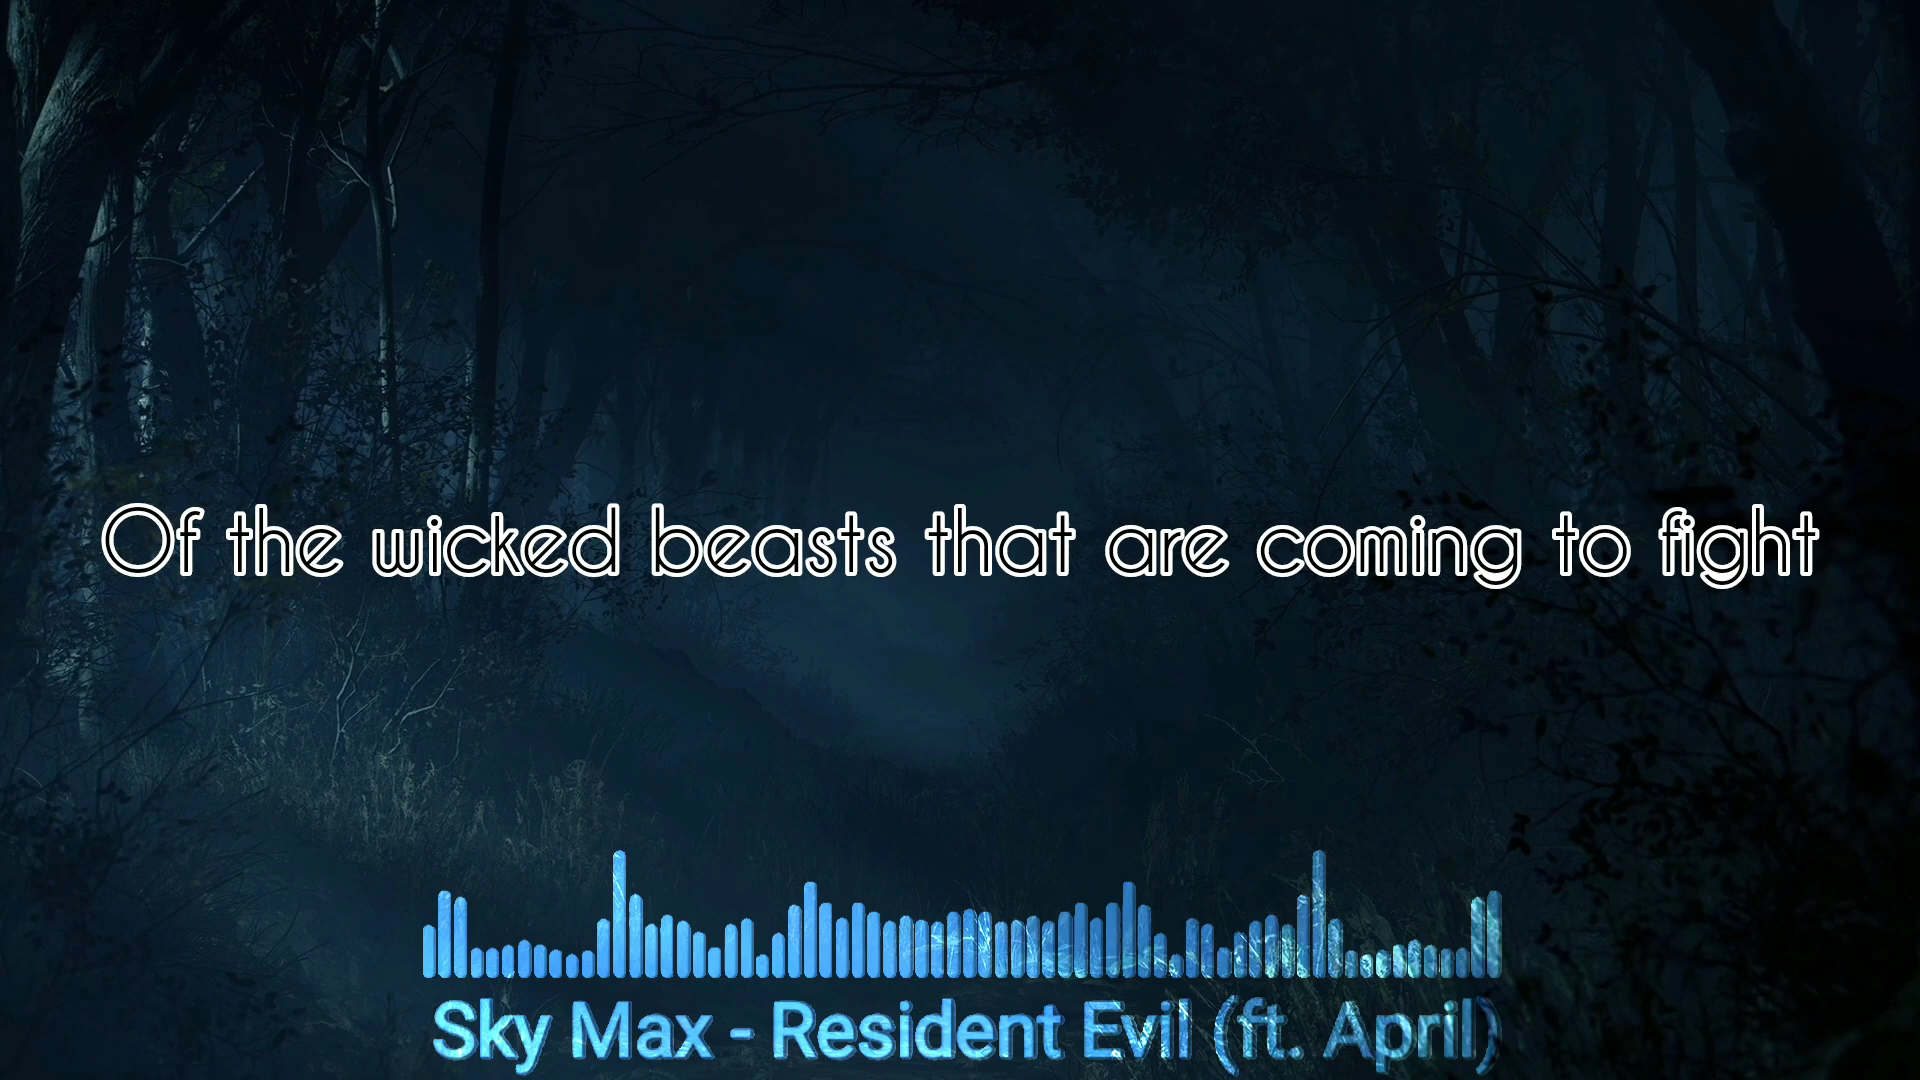 Of the wicked beasts that are coming to fight
Sky Max - Resident Evil (ft. April)